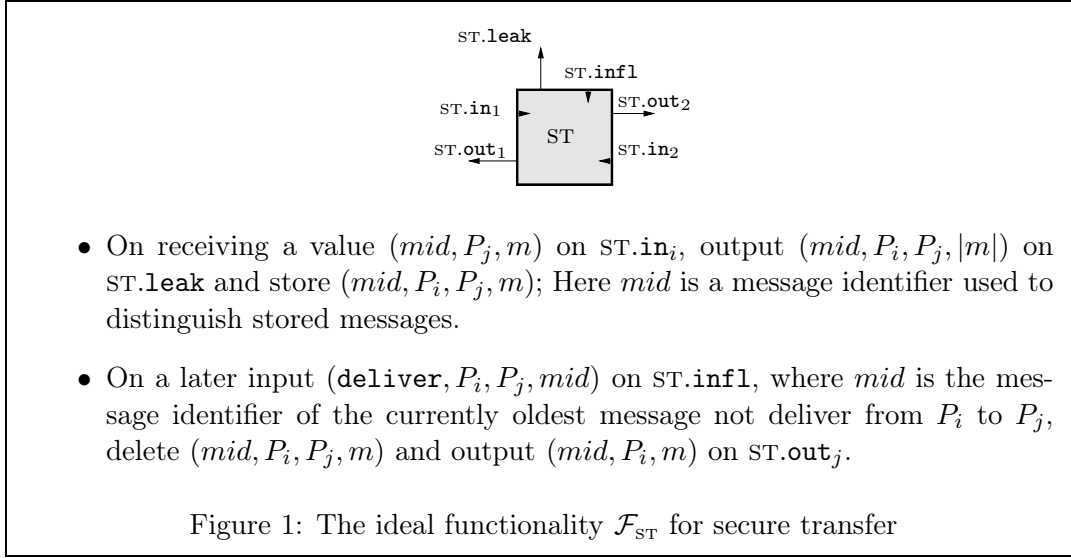 ST.leak
ST.infl
ST.in₁
ST.out₂
ST
ST.out₁
ST.in₂
• On receiving a value (mid, Pⱼ, m) on ST.inᵢ, output (mid, Pᵢ, Pⱼ, |m|) on
ST.leak and store (mid, Pᵢ, Pⱼ, m); Here mid is a message identifier used to
distinguish stored messages.
• On a later input (deliver, Pᵢ, Pⱼ, mid) on ST.infl, where mid is the mes-
sage identifier of the currently oldest message not deliver from Pᵢ to Pⱼ,
delete (mid, Pᵢ, Pⱼ, m) and output (mid, Pᵢ, m) on ST.outⱼ.
Figure 1: The ideal functionality ℱST for secure transfer